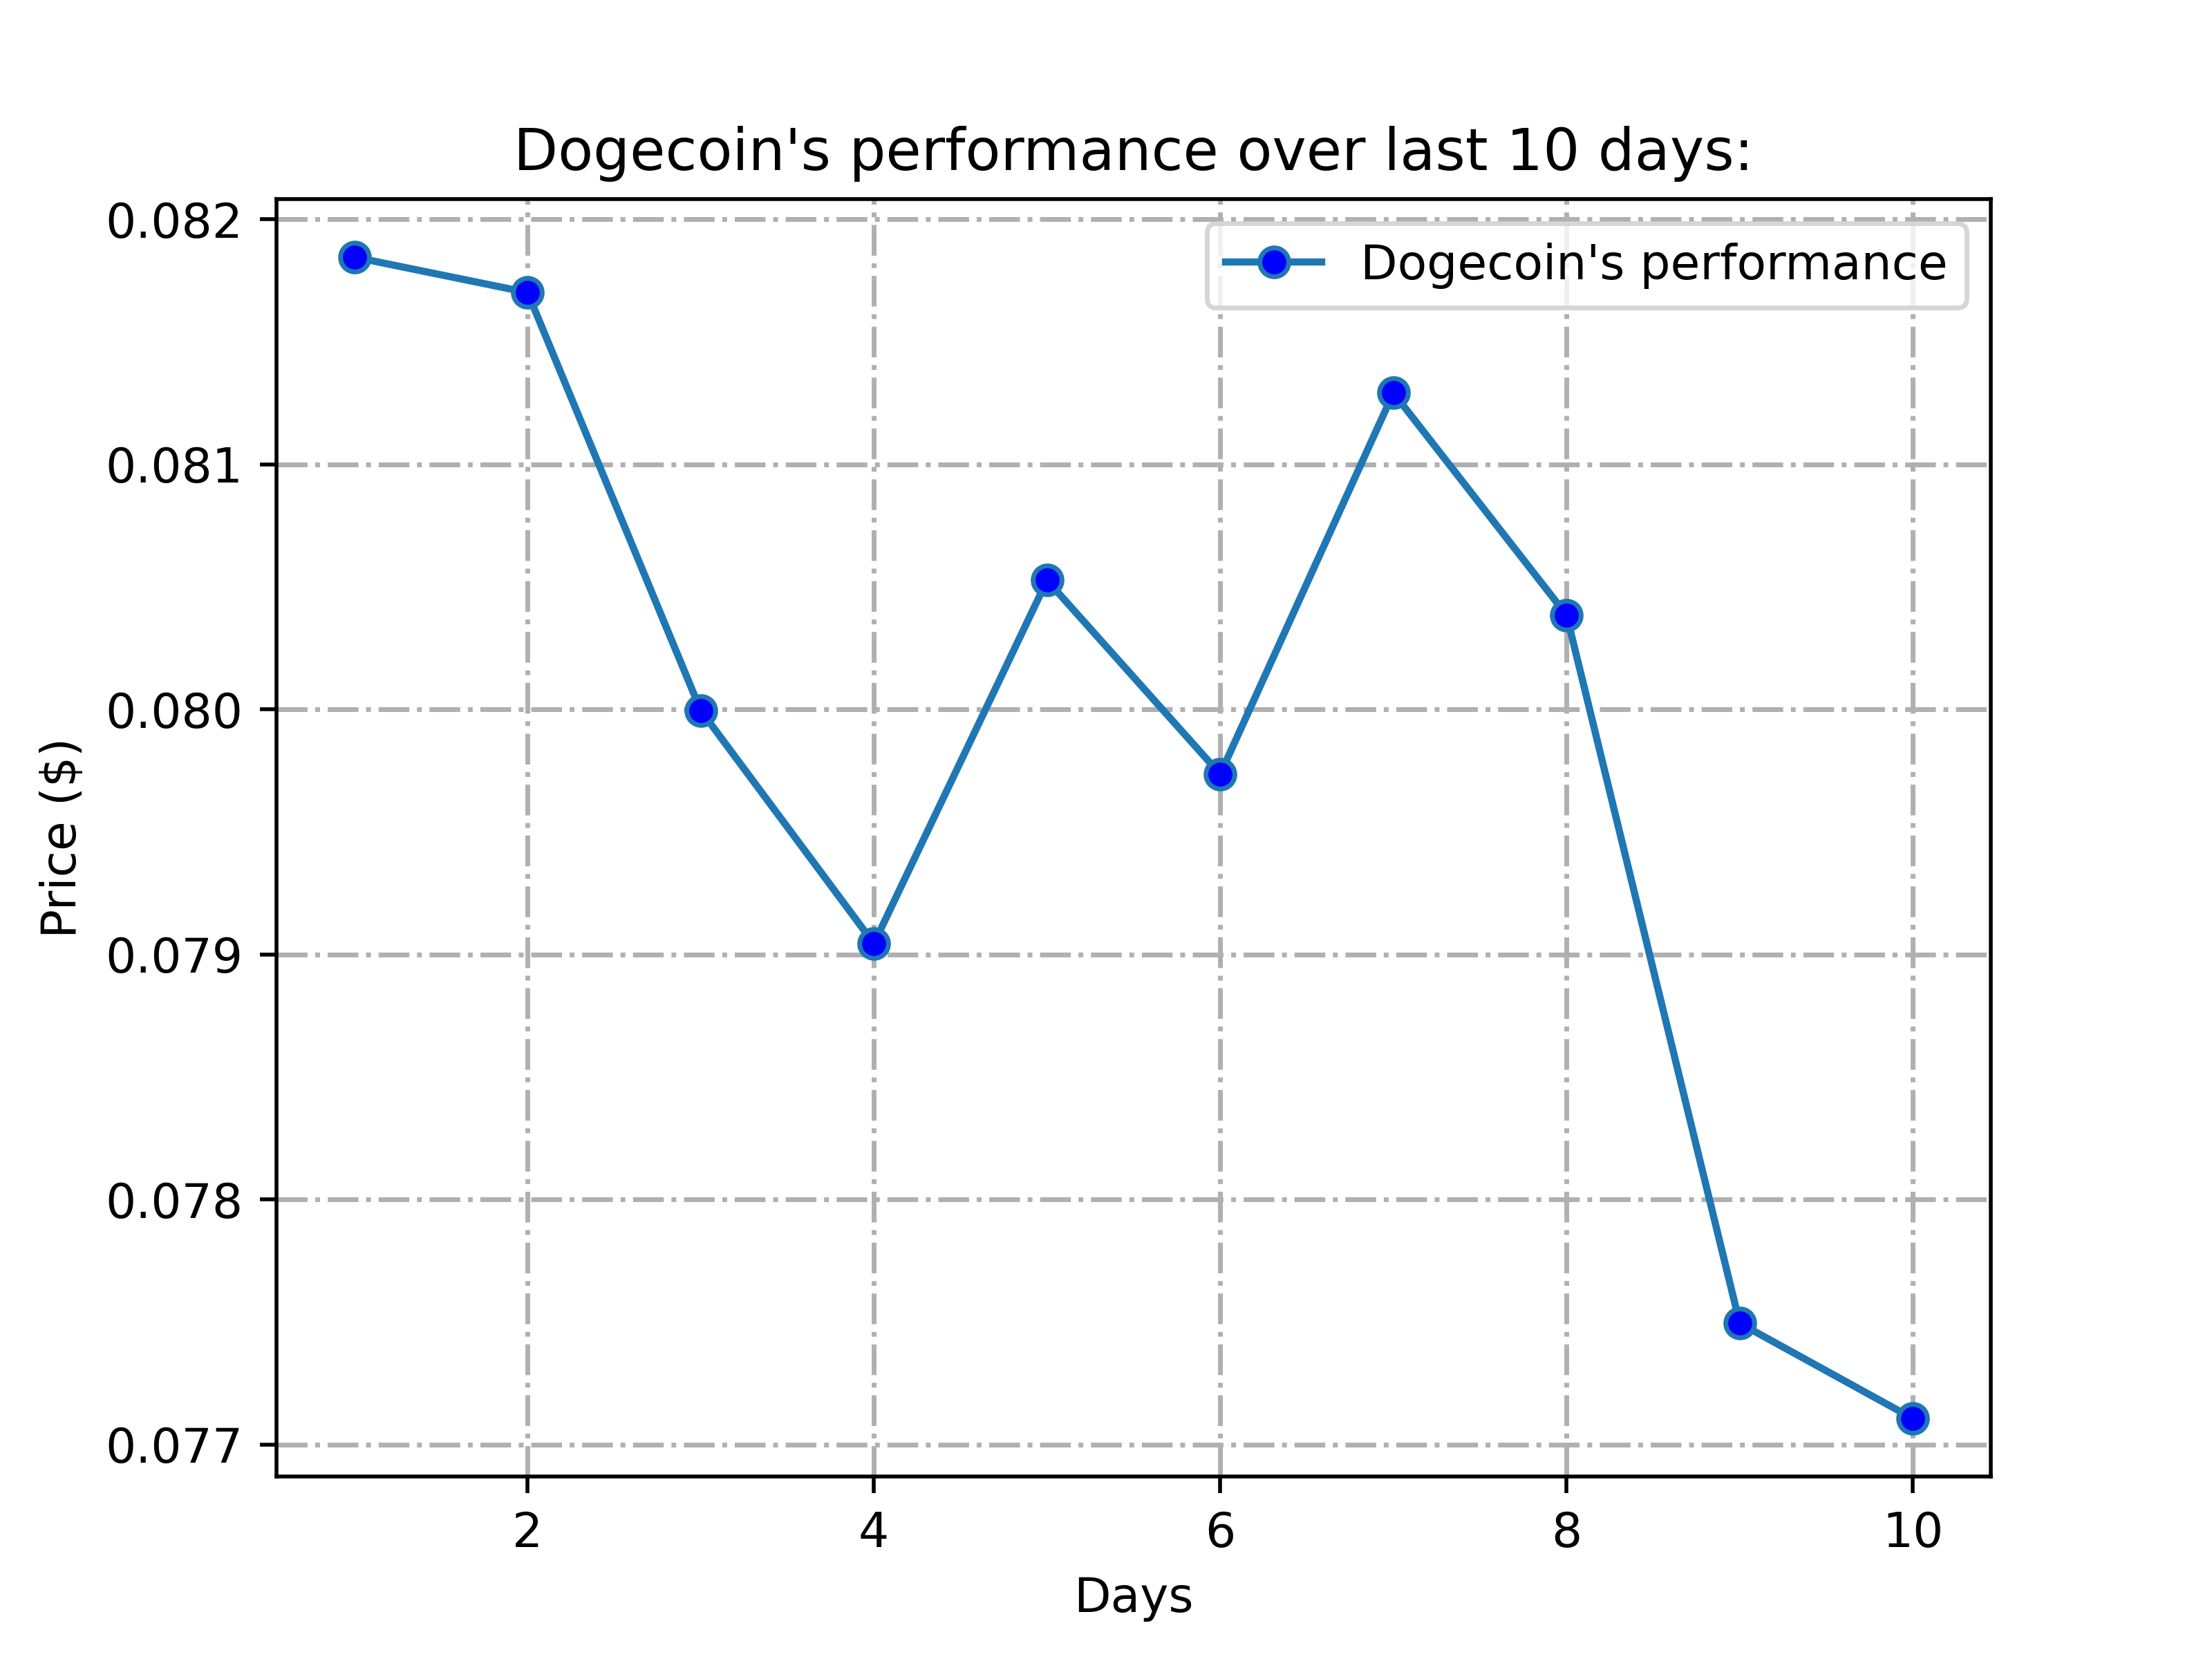 Dogecoin's performance over last 10 days:
Dogecoin's performance
0.082
0.081
0.080
0.079
0.078
0.077
Price ($)
2 4 6 8 10
Days